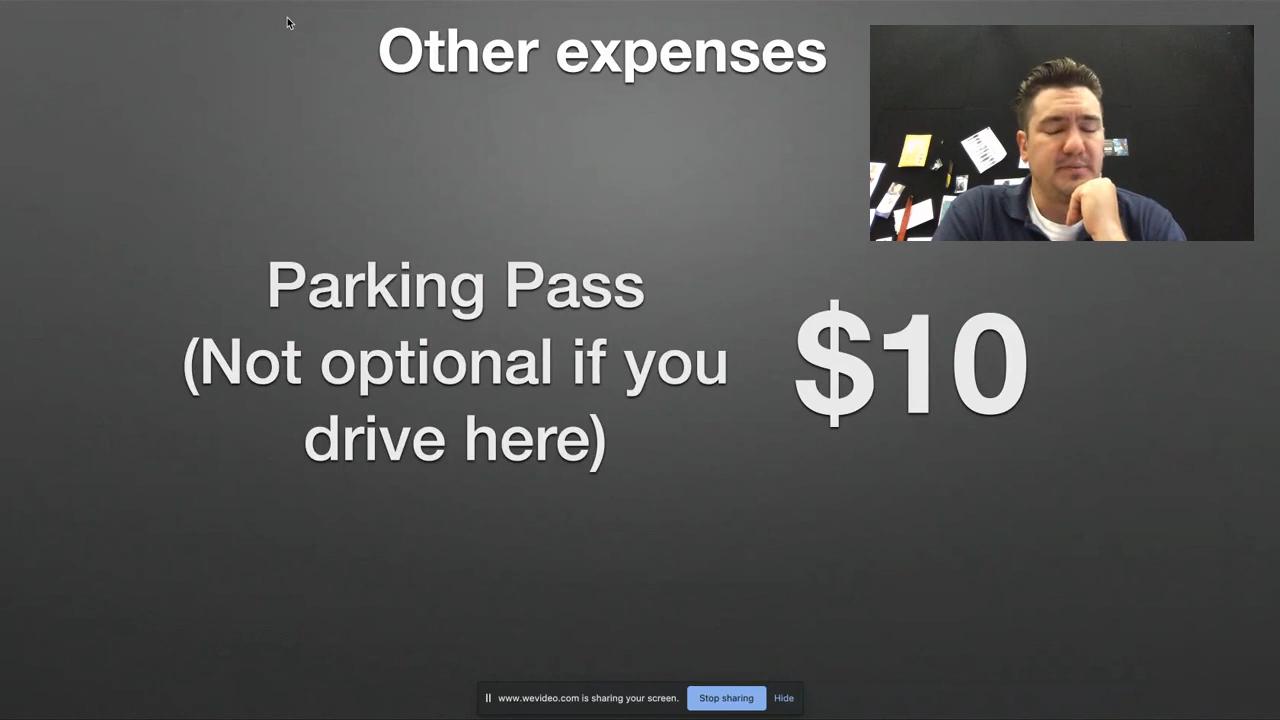 Other expenses
Parking Pass
(Not optional if you
drive here)
$10
www.wevideo.com is sharing your screen.
Stop sharing
Hide